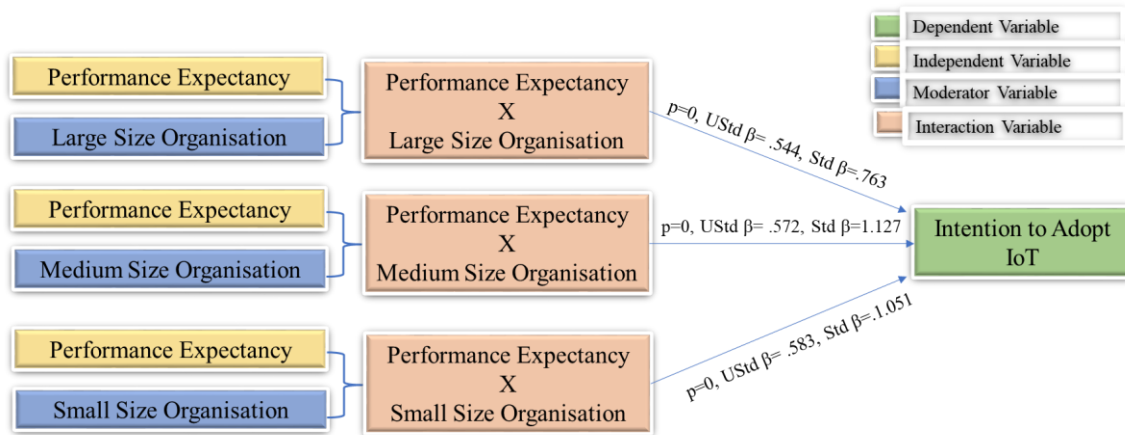 Dependent Variable
Independent Variable
Moderator Variable
Interaction Variable
Performance Expectancy
Large Size Organisation
Performance Expectancy
X
Large Size Organisation
p=0, UStd β= .544, Std β=.763
Performance Expectancy
Medium Size Organisation
Performance Expectancy
X
Medium Size Organisation
p=0, UStd β= .572, Std β=1.127
Intention to Adopt
IoT
Performance Expectancy
Small Size Organisation
Performance Expectancy
X
Small Size Organisation
p=0, UStd β= .583, Std β=.1.051